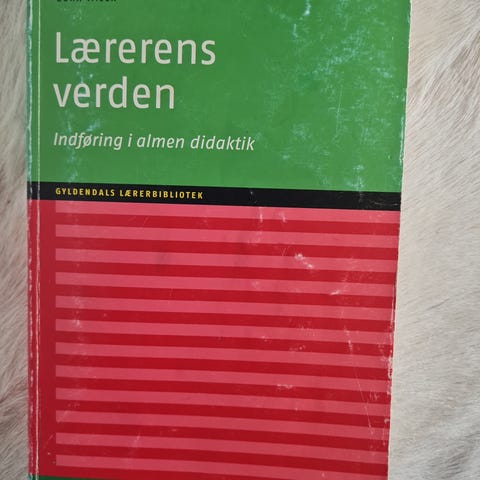 Lærerens
verden
Indføring i almen didaktik
GYLDENDALS LÆRERBIBLIOTEK